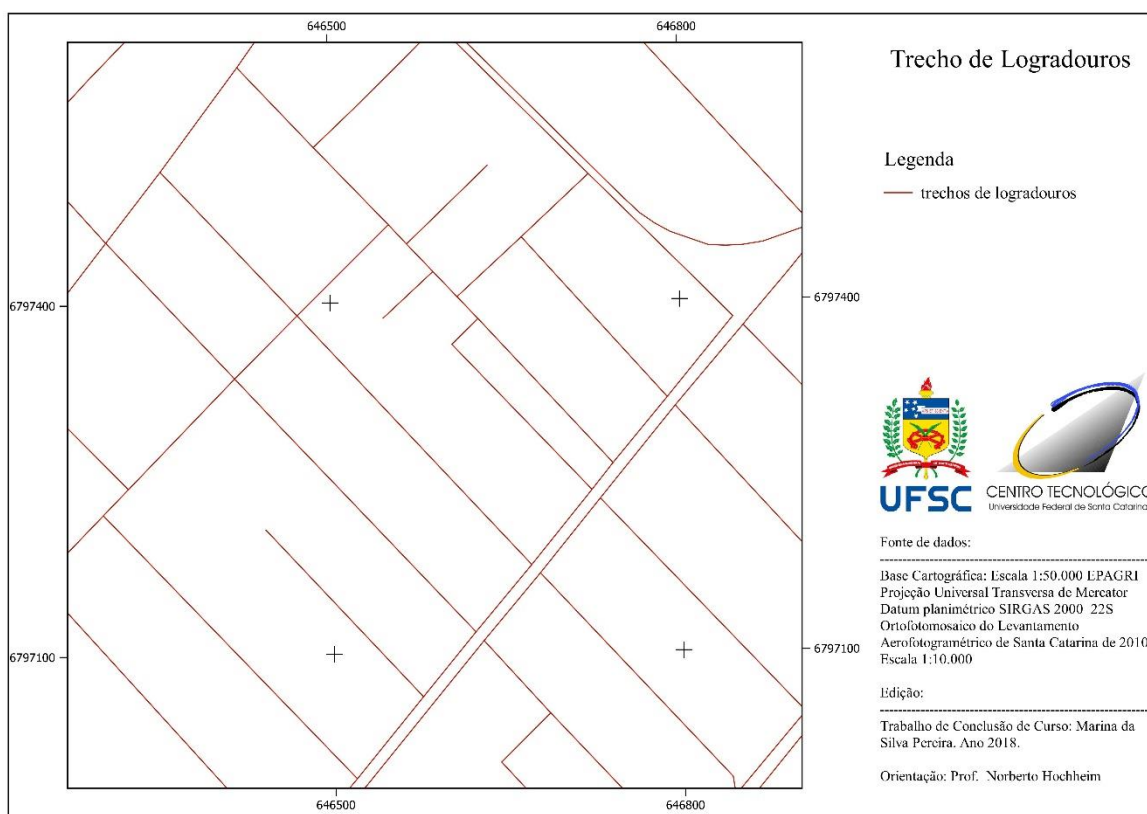 646500
646800
Trecho de Logradouros
Legenda
trechos de logradouros
6797400
6797400
UFSC
CENTRO TECNOLÓGICO
Universidade Federal de Santa Catarina
Fonte de dados:
Base Cartográfica: Escala 1:50.000 EPAGRI
Projeção Universal Transversa de Mercator
Datum planimétrico SIRGAS 2000 22S
Ortofotomosaico do Levantamento
Aerofotogramétrico de Santa Catarina de 2010
Escala 1:10.000
6797100
6797100
Edição:
Trabalho de Conclusão de Curso: Marina da
Silva Pereira. Ano 2018.
Orientação: Prof. Norberto Hochheim
646500
646800